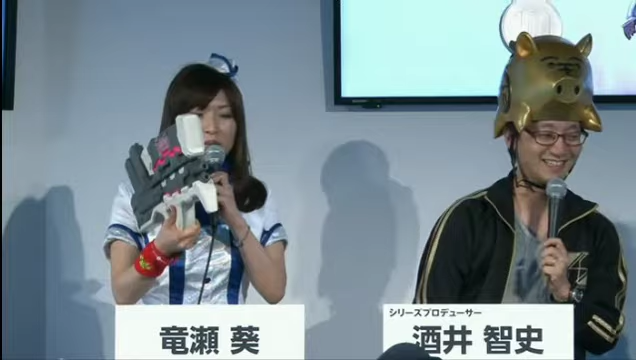 竜瀬 葵
シリーズプロデューサー
酒井 智史